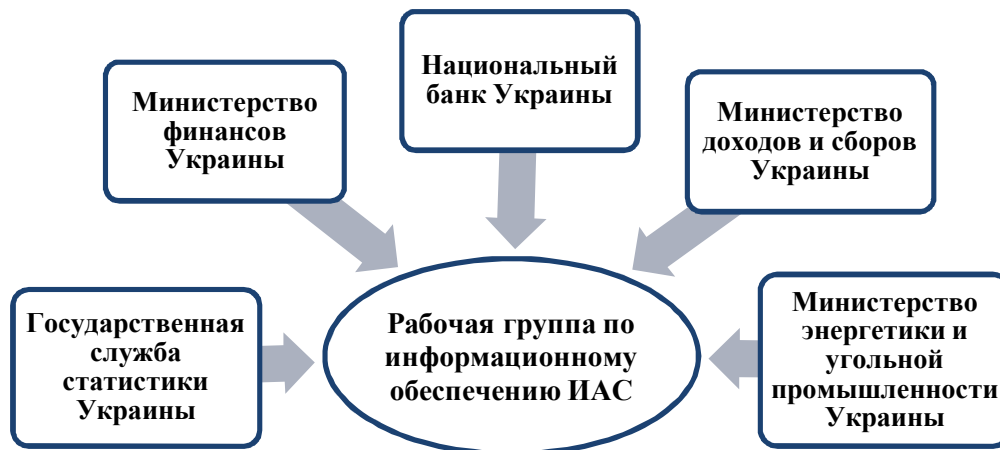 Национальный
банк Украины
Министерство
финансов
Украины
Министерство
доходов и сборов
Украины
Государственная
служба
статистики
Украины
Рабочая группа по
информационному
обеспечению ИАС
Министерство
энергетики и
угольной
промышленности
Украины